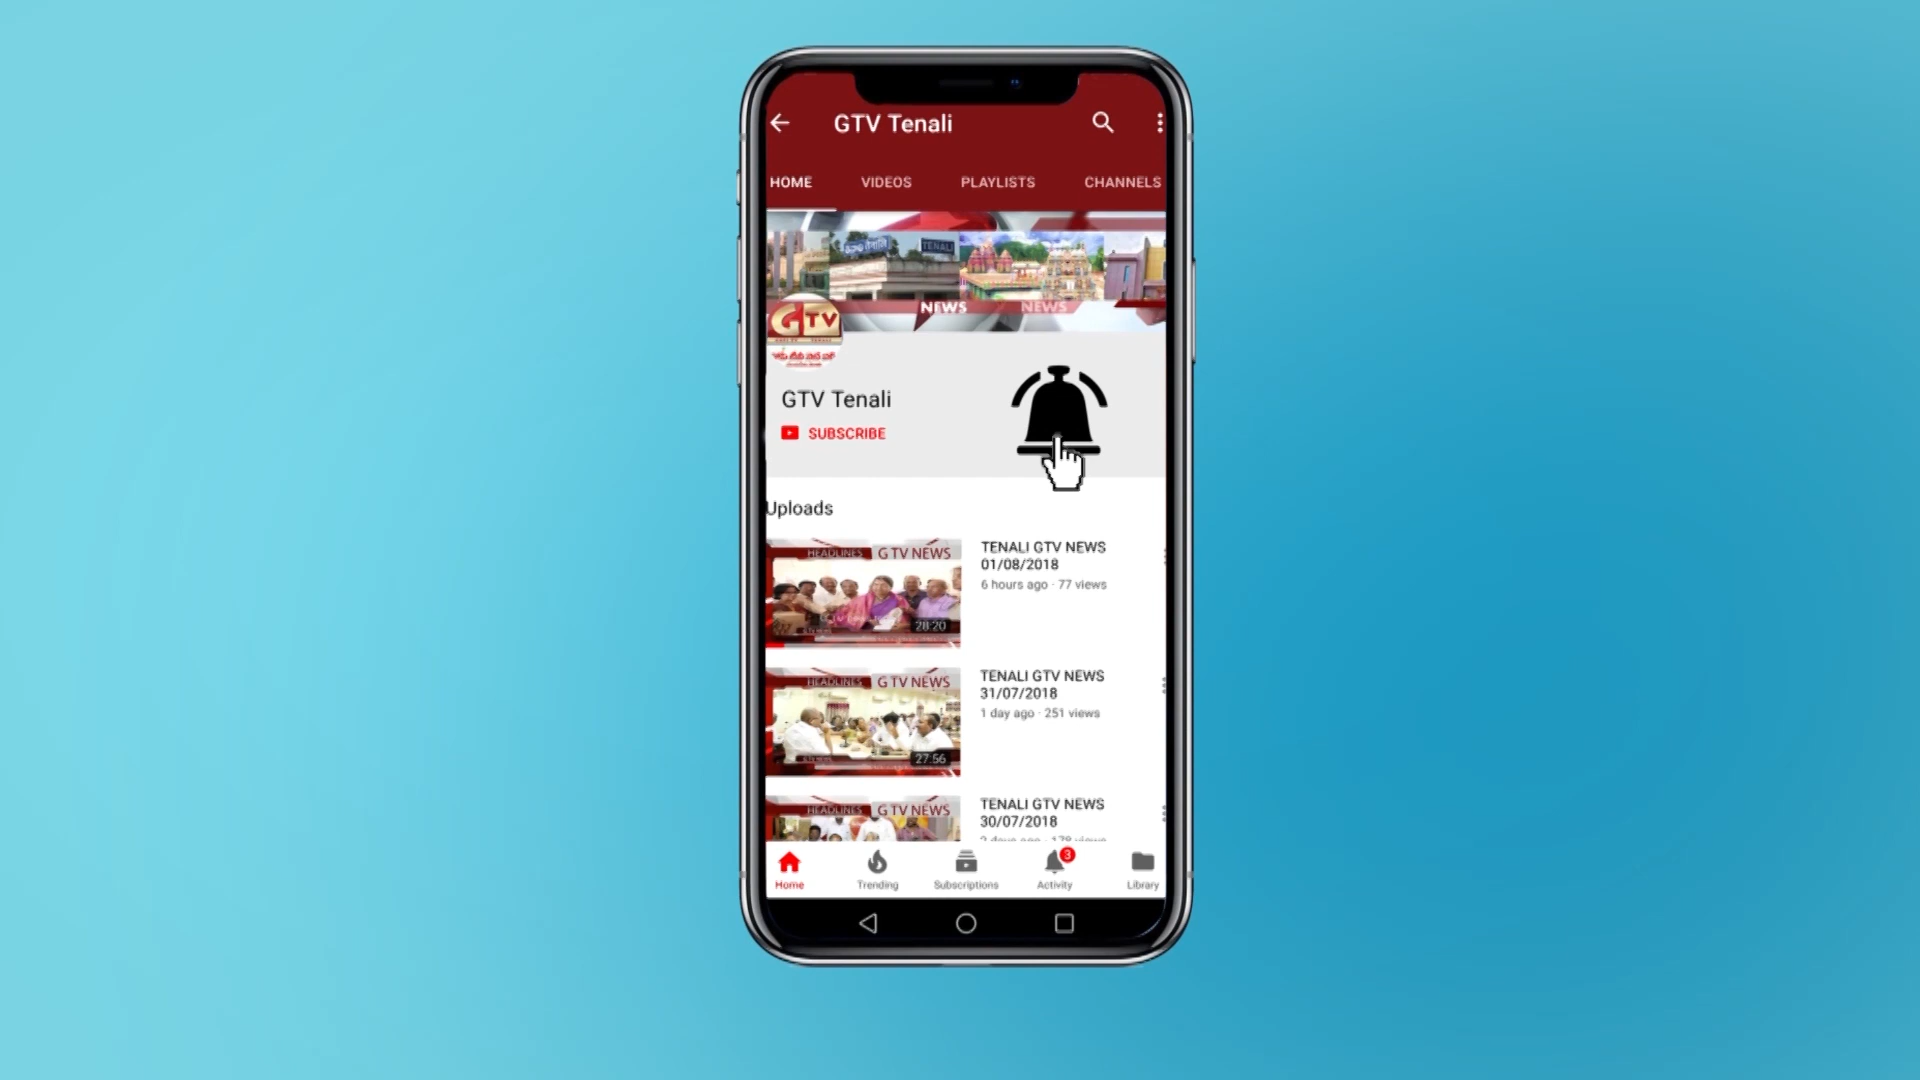 GTV Tenali
HOME VIDEOS PLAYLISTS CHANNELS
TENALI
NEWS NEWS
GTV
GTV Tenali
SUBSCRIBE
Uploads
HEADLINES G TV NEWS
28:20
TENALI GTV NEWS
01/08/2018
6 hours ago · 77 views
HEADLINES G TV NEWS
27:56
TENALI GTV NEWS
31/07/2018
1 day ago · 251 views
HEADLINES G TV NEWS
TENALI GTV NEWS
30/07/2018
3
Home Trending Subscriptions Activity Library